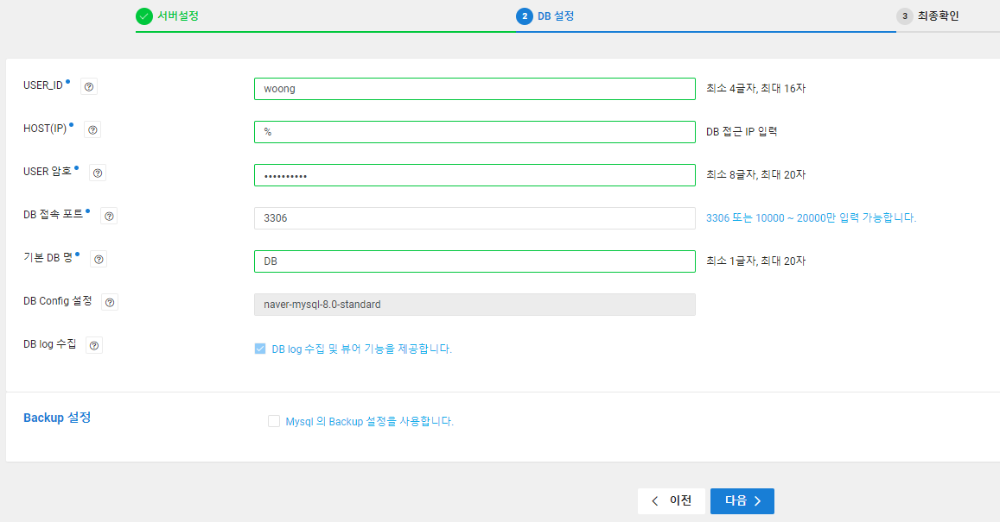 서버설정
2 DB 설정
3 최종확인
USER_ID
woong
최소 4글자, 최대 16자
HOST(IP)
%
DB 접근 IP 입력
USER 암호
••••••••••
최소 8글자, 최대 20자
DB 접속 포트
3306
3306 또는 10000 ~ 20000만 입력 가능합니다.
기본 DB 명
DB
최소 1글자, 최대 20자
DB Config 설정
naver-mysql-8.0-standard
DB log 수집
DB log 수집 및 뷰어 기능을 제공합니다.
Backup 설정
Mysql 의 Backup 설정을 사용합니다.
이전
다음